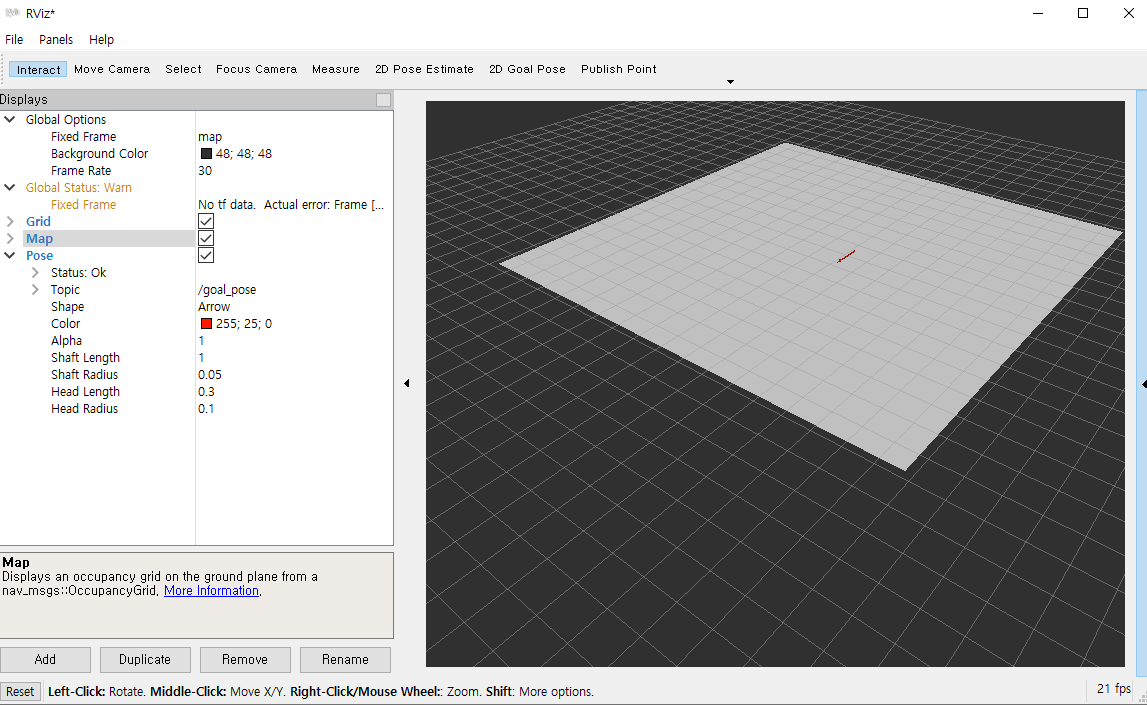 RViz*
File Panels Help
Interact Move Camera Select Focus Camera Measure 2D Pose Estimate 2D Goal Pose Publish Point
Displays
Global Options
Fixed Frame map
Background Color 48; 48; 48
Frame Rate 30
Global Status: Warn
Fixed Frame No tf data. Actual error: Frame [...
Grid
Map
Pose
Status: Ok
Topic /goal_pose
Shape Arrow
Color 255; 25; 0
Alpha 1
Shaft Length 1
Shaft Radius 0.05
Head Length 0.3
Head Radius 0.1
Map
Displays an occupancy grid on the ground plane from a
nav_msgs::OccupancyGrid. More Information.
Add Duplicate Remove Rename
Reset Left-Click: Rotate. Middle-Click: Move X/Y. Right-Click/Mouse Wheel:: Zoom. Shift: More options. 21 fps